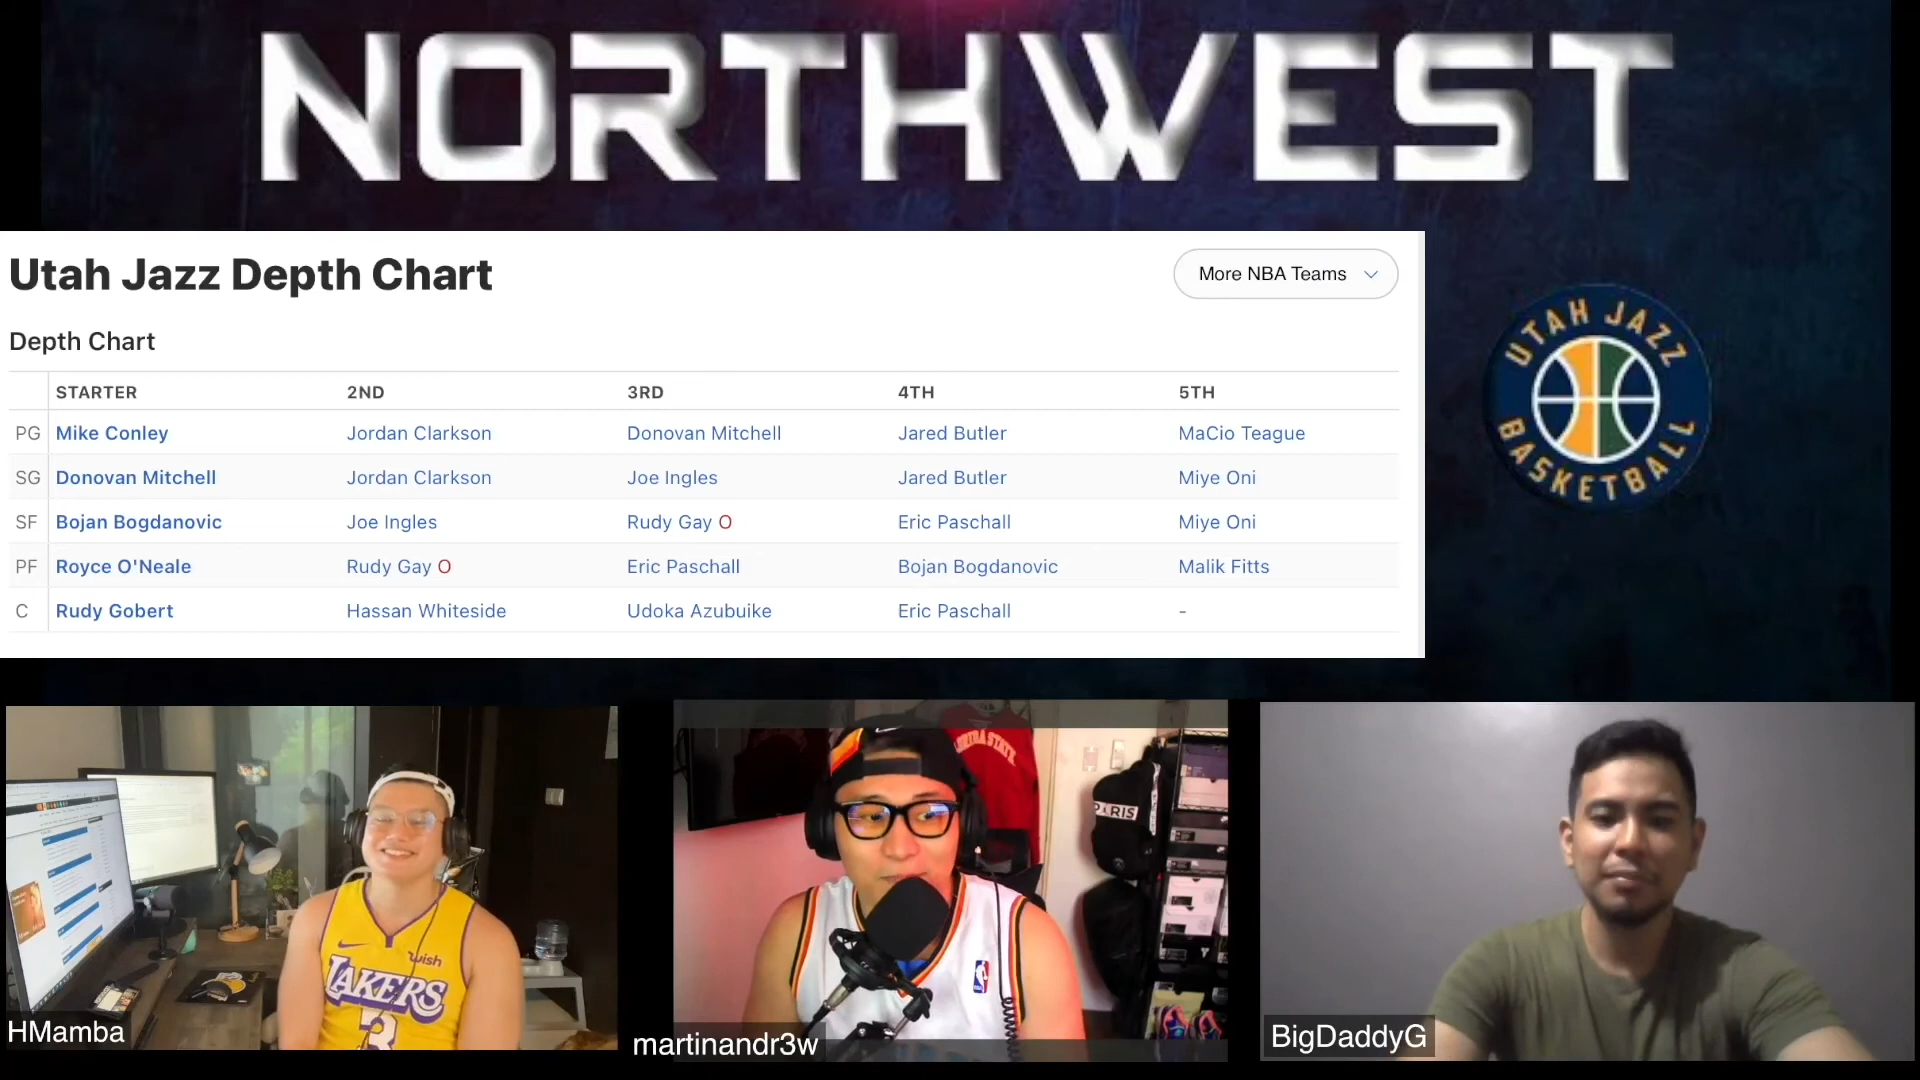 NORTHWEST
Utah Jazz Depth Chart
More NBA Teams
Depth Chart
STARTER 2ND 3RD 4TH 5TH
PG Mike Conley Jordan Clarkson Donovan Mitchell Jared Butler MaCio Teague
SG Donovan Mitchell Jordan Clarkson Joe Ingles Jared Butler Miye Oni
SF Bojan Bogdanovic Joe Ingles Rudy Gay O Eric Paschall Miye Oni
PF Royce O'Neale Rudy Gay O Eric Paschall Bojan Bogdanovic Malik Fitts
C Rudy Gobert Hassan Whiteside Udoka Azubuike Eric Paschall -
UTAH JAZZ
BASKETBALL
wish
LAKERS
3
PARIS
HMamba
martinandr3w
BigDaddyG